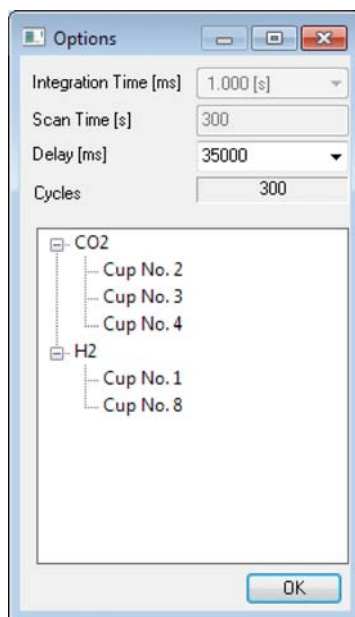 Options
Integration Time [ms] 1.000 [s]
Scan Time [s] 300
Delay [ms] 35000
Cycles 300
CO2
Cup No. 2
Cup No. 3
Cup No. 4
H2
Cup No. 1
Cup No. 8
OK